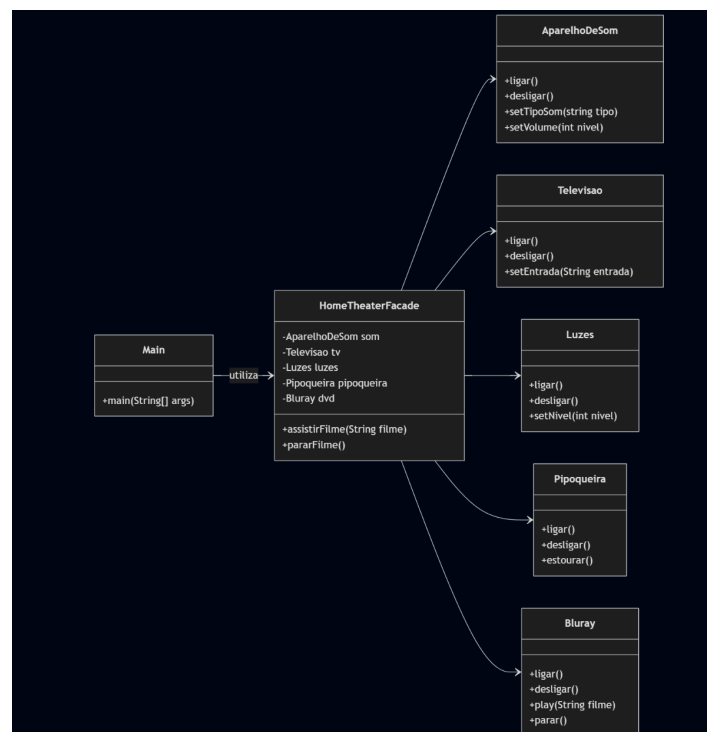 AparelhoDeSom
+ligar()
+desligar()
+setTipoSom(string tipo)
+setVolume(int nivel)
Televisao
+ligar()
+desligar()
+setEntrada(String entrada)
HomeTheaterFacade
-AparelhoDeSom som
-Televisao tv
-Luzes luzes
-Pipoqueira pipoqueira
-Bluray dvd
+assistirFilme(String filme)
+pararFilme()
Main
+main(String[] args)
utiliza
Luzes
+ligar()
+desligar()
+setNivel(int nivel)
Pipoqueira
+ligar()
+desligar()
+estourar()
Bluray
+ligar()
+desligar()
+play(String filme)
+parar()